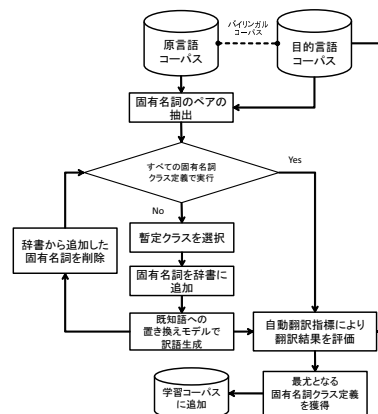 原言語
コーパス
バイリンガル
コーパス
目的言語
コーパス
固有名詞のペアの
抽出
すべての固有名詞
クラス定義で実行
Yes
No
暫定クラスを選択
辞書から追加した
固有名詞を削除
固有名詞を辞書に
追加
既知語への
置き換えモデルで
訳語生成
自動翻訳指標により
翻訳結果を評価
学習コーパス
に追加
最尤となる
固有名詞クラス定義
を獲得